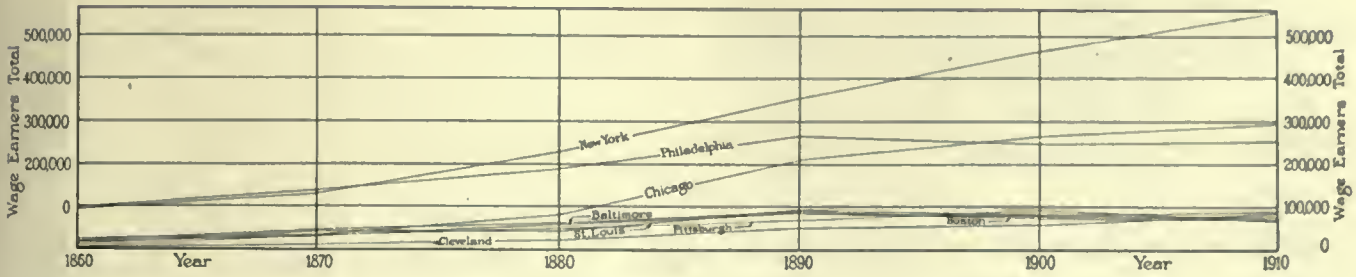 Wage Earners Total
500,000
400,000
300,000
200,000
0
New York
Philadelphia
Chicago
Baltimore
St. Louis
Pittsburgh
Boston
Cleveland
500,000
400,000
300,000
200,000
100,000
0
Wage Earners Total
1860 Year 1870 1880 1890 1900 Year 1910